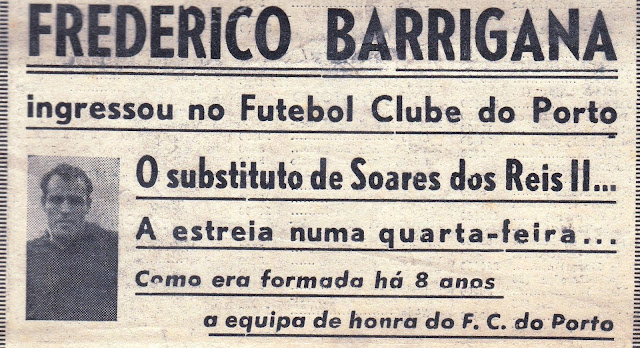 FREDERICO BARRIGANA
ingressou no Futebol Clube do Porto
O substituto de Soares dos Reis II...
A estreia numa quarta-feira...
Como era formada há 8 anos
a equipa de honra do F. C. do Porto